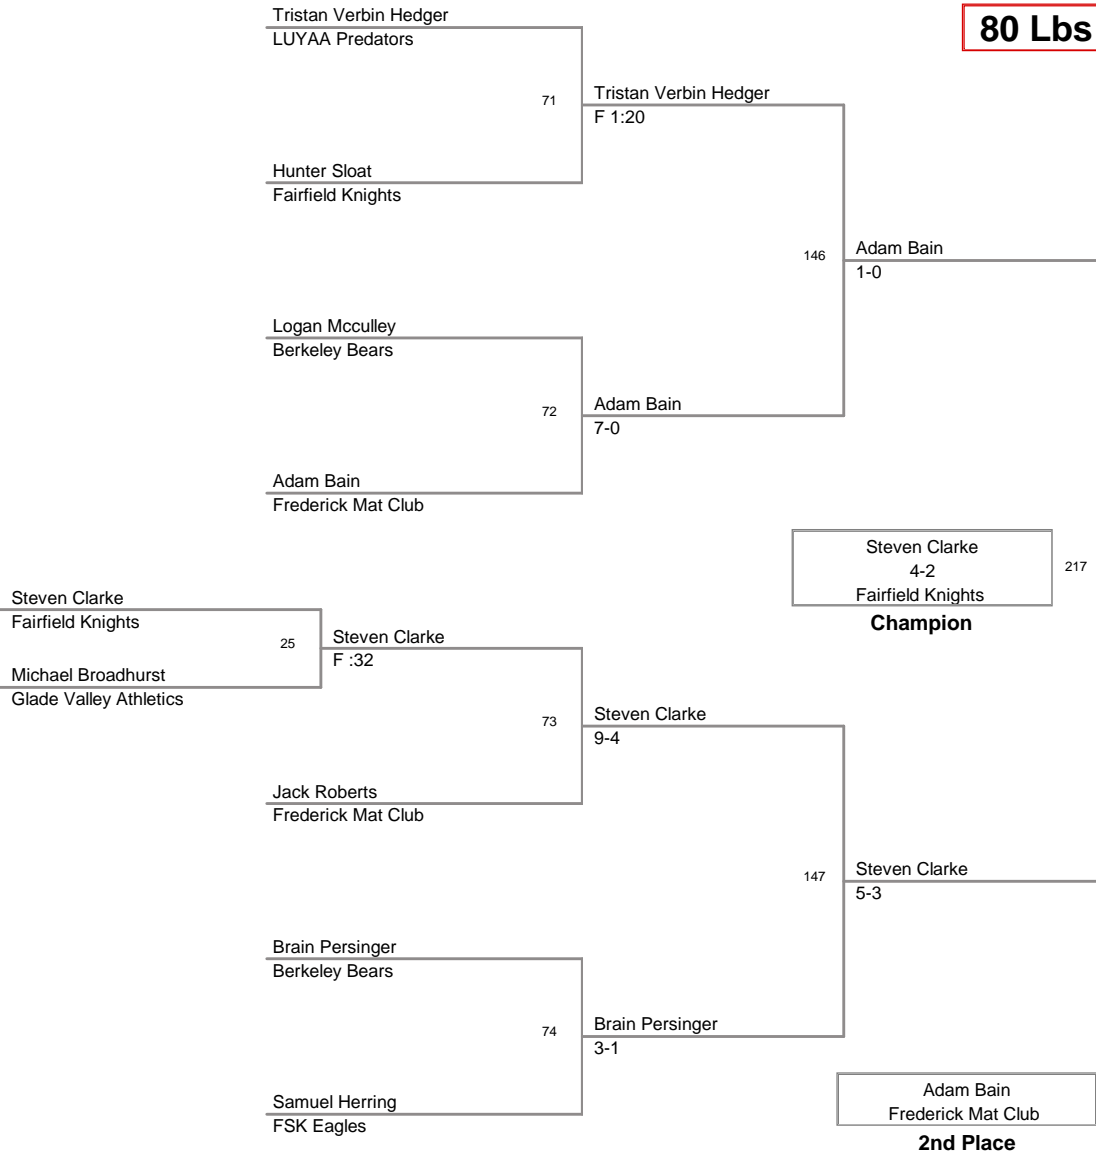 Tristan Verbin Hedger
LUYAA Predators
80 Lbs
71
Tristan Verbin Hedger
F 1:20
Hunter Sloat
Fairfield Knights
146
Adam Bain
1-0
Logan Mcculley
Berkeley Bears
72
Adam Bain
7-0
Adam Bain
Frederick Mat Club
Steven Clarke
4-2
Fairfield Knights
217
Champion
Steven Clarke
Fairfield Knights
25
Steven Clarke
F :32
Michael Broadhurst
Glade Valley Athletics
73
Steven Clarke
9-4
Jack Roberts
Frederick Mat Club
147
Steven Clarke
5-3
Brain Persinger
Berkeley Bears
74
Brain Persinger
3-1
Samuel Herring
FSK Eagles
Adam Bain
Frederick Mat Club
2nd Place